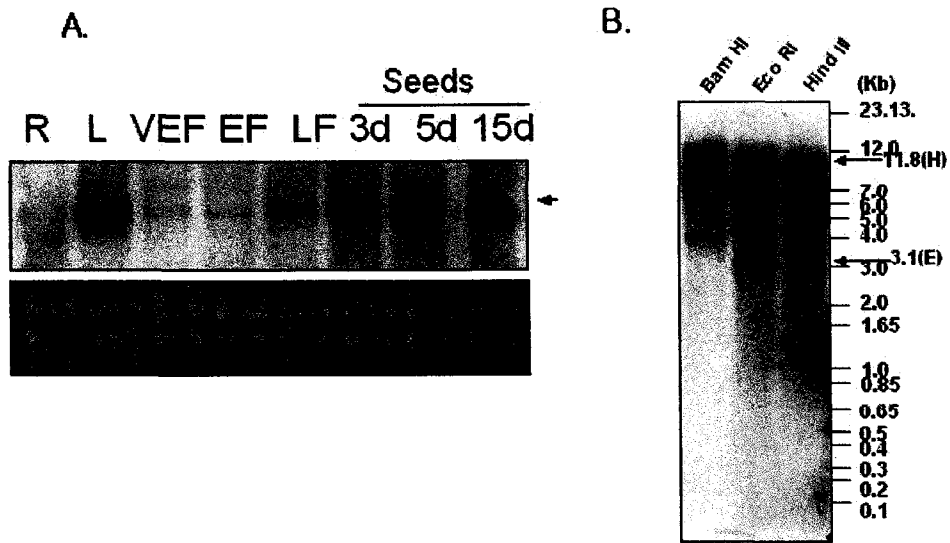 A.
Seeds
R L VEF EF LF 3d 5d 15d
B.
Bam HI
Eco RI
Hind III
(Kb)
23.13.
12.0
11.8(H)
7.0
6.0
5.0
4.0
3.1(E)
3.0
2.0
1.65
1.0
0.85
0.65
0.5
0.4
0.3
0.2
0.1